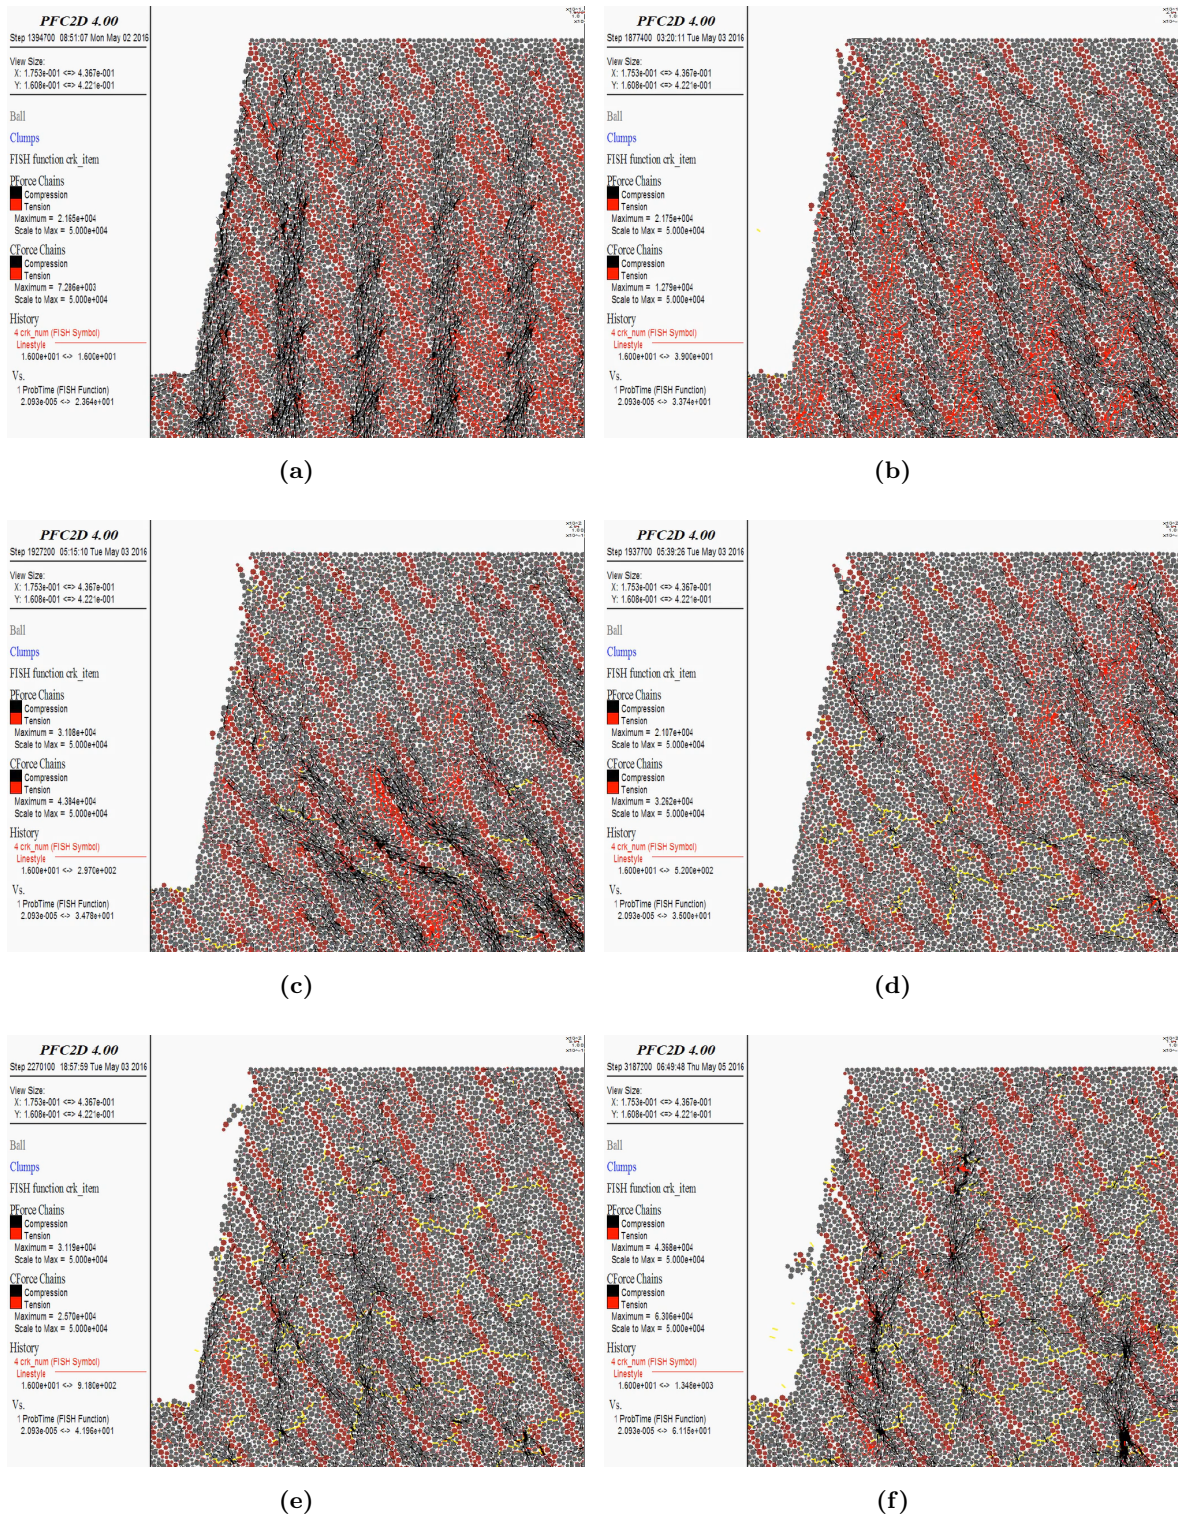 PFC2D 4.00
Step 1394700 08:51:07 Mon May 02 2016
View Size:
X: 1.753e-001 <=> 4.367e-001
Y: 1.608e-001 <=> 4.221e-001
Ball
Clumps
FISH function crk_item
PForce Chains
Compression
Tension
Maximum = 2.165e+004
Scale to Max = 5.000e+004
CForce Chains
Compression
Tension
Maximum = 7.286e+003
Scale to Max = 5.000e+004
History
4 crk_num (FISH Symbol)
Linestyle
1.600e+001 <-> 1.600e+001
Vs.
1 ProbTime (FISH Function)
2.093e-005 <-> 2.364e+001
(a)
PFC2D 4.00
Step 1877400 03:20:11 Tue May 03 2016
View Size:
X: 1.753e-001 <=> 4.367e-001
Y: 1.608e-001 <=> 4.221e-001
Ball
Clumps
FISH function crk_item
PForce Chains
Compression
Tension
Maximum = 2.175e+004
Scale to Max = 5.000e+004
CForce Chains
Compression
Tension
Maximum = 1.279e+004
Scale to Max = 5.000e+004
History
4 crk_num (FISH Symbol)
Linestyle
1.600e+001 <-> 3.900e+001
Vs.
1 ProbTime (FISH Function)
2.093e-005 <-> 3.374e+001
(b)
PFC2D 4.00
Step 1927200 05:15:10 Tue May 03 2016
View Size:
X: 1.753e-001 <=> 4.367e-001
Y: 1.608e-001 <=> 4.221e-001
Ball
Clumps
FISH function crk_item
PForce Chains
Compression
Tension
Maximum = 3.108e+004
Scale to Max = 5.000e+004
CForce Chains
Compression
Tension
Maximum = 4.384e+004
Scale to Max = 5.000e+004
History
4 crk_num (FISH Symbol)
Linestyle
1.600e+001 <-> 2.970e+002
Vs.
1 ProbTime (FISH Function)
2.093e-005 <-> 3.478e+001
(c)
PFC2D 4.00
Step 1937700 05:39:26 Tue May 03 2016
View Size:
X: 1.753e-001 <=> 4.367e-001
Y: 1.608e-001 <=> 4.221e-001
Ball
Clumps
FISH function crk_item
PForce Chains
Compression
Tension
Maximum = 2.107e+004
Scale to Max = 5.000e+004
CForce Chains
Compression
Tension
Maximum = 3.262e+004
Scale to Max = 5.000e+004
History
4 crk_num (FISH Symbol)
Linestyle
1.600e+001 <-> 5.200e+002
Vs.
1 ProbTime (FISH Function)
2.093e-005 <-> 3.500e+001
(d)
PFC2D 4.00
Step 2270100 18:57:59 Tue May 03 2016
View Size:
X: 1.753e-001 <=> 4.367e-001
Y: 1.608e-001 <=> 4.221e-001
Ball
Clumps
FISH function crk_item
PForce Chains
Compression
Tension
Maximum = 3.119e+004
Scale to Max = 5.000e+004
CForce Chains
Compression
Tension
Maximum = 2.570e+004
Scale to Max = 5.000e+004
History
4 crk_num (FISH Symbol)
Linestyle
1.600e+001 <-> 9.180e+002
Vs.
1 ProbTime (FISH Function)
2.093e-005 <-> 4.196e+001
(e)
PFC2D 4.00
Step 3187200 06:49:48 Thu May 05 2016
View Size:
X: 1.753e-001 <=> 4.367e-001
Y: 1.608e-001 <=> 4.221e-001
Ball
Clumps
FISH function crk_item
PForce Chains
Compression
Tension
Maximum = 4.368e+004
Scale to Max = 5.000e+004
CForce Chains
Compression
Tension
Maximum = 6.306e+004
Scale to Max = 5.000e+004
History
4 crk_num (FISH Symbol)
Linestyle
1.600e+001 <-> 1.348e+003
Vs.
1 ProbTime (FISH Function)
2.093e-005 <-> 6.115e+001
(f)